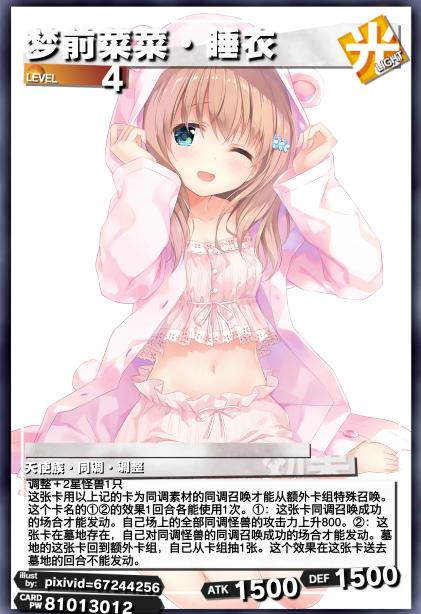 梦前菜菜・睡衣
光
LIGHT
LEVEL 4
天使族・同调・调整
调整＋2星怪兽1只
这张卡用以上记的卡为同调素材的同调召唤才能从额外卡组特殊召唤。
这个卡名的①②的效果1回合各能使用1次。①：这张卡同调召唤成功
的场合才能发动。自己场上的全部同调怪兽的攻击力上升800。②：这
张卡在墓地存在，自己对同调怪兽的同调召唤成功的场合才能发动。墓
地的这张卡回到额外卡组，自己从卡组抽1张。这个效果在这张卡送去
墓地的回合不能发动。
illust by: pixivid=67244256
ATK 1500 DEF 1500
CARD PW 81013012